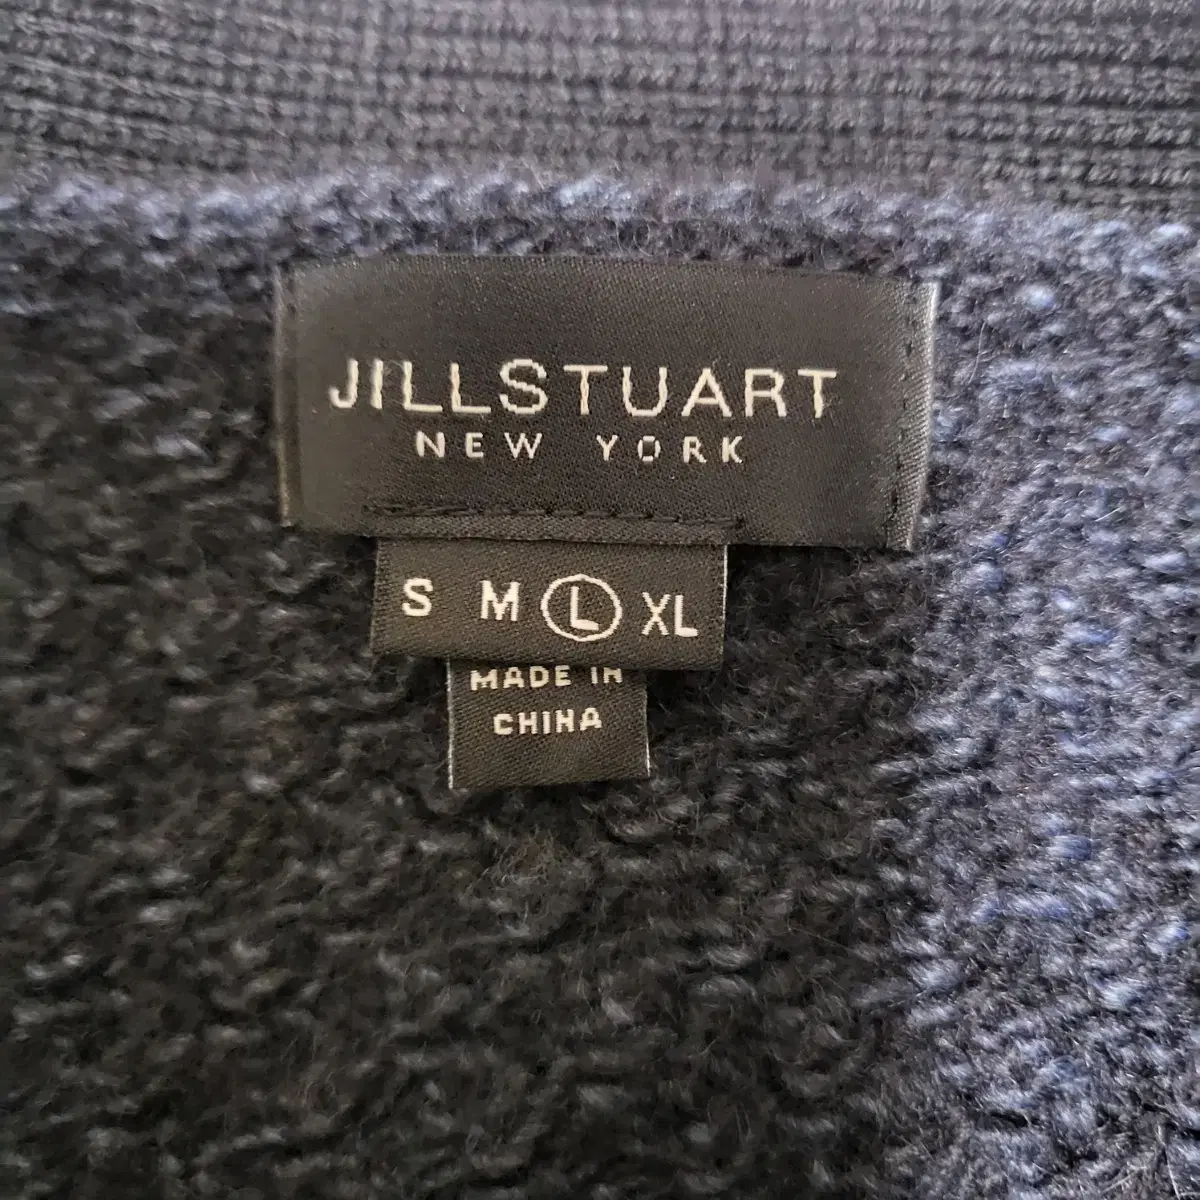 JILLSTUART
NEW YORK
S M L XL
MADE IN
CHINA